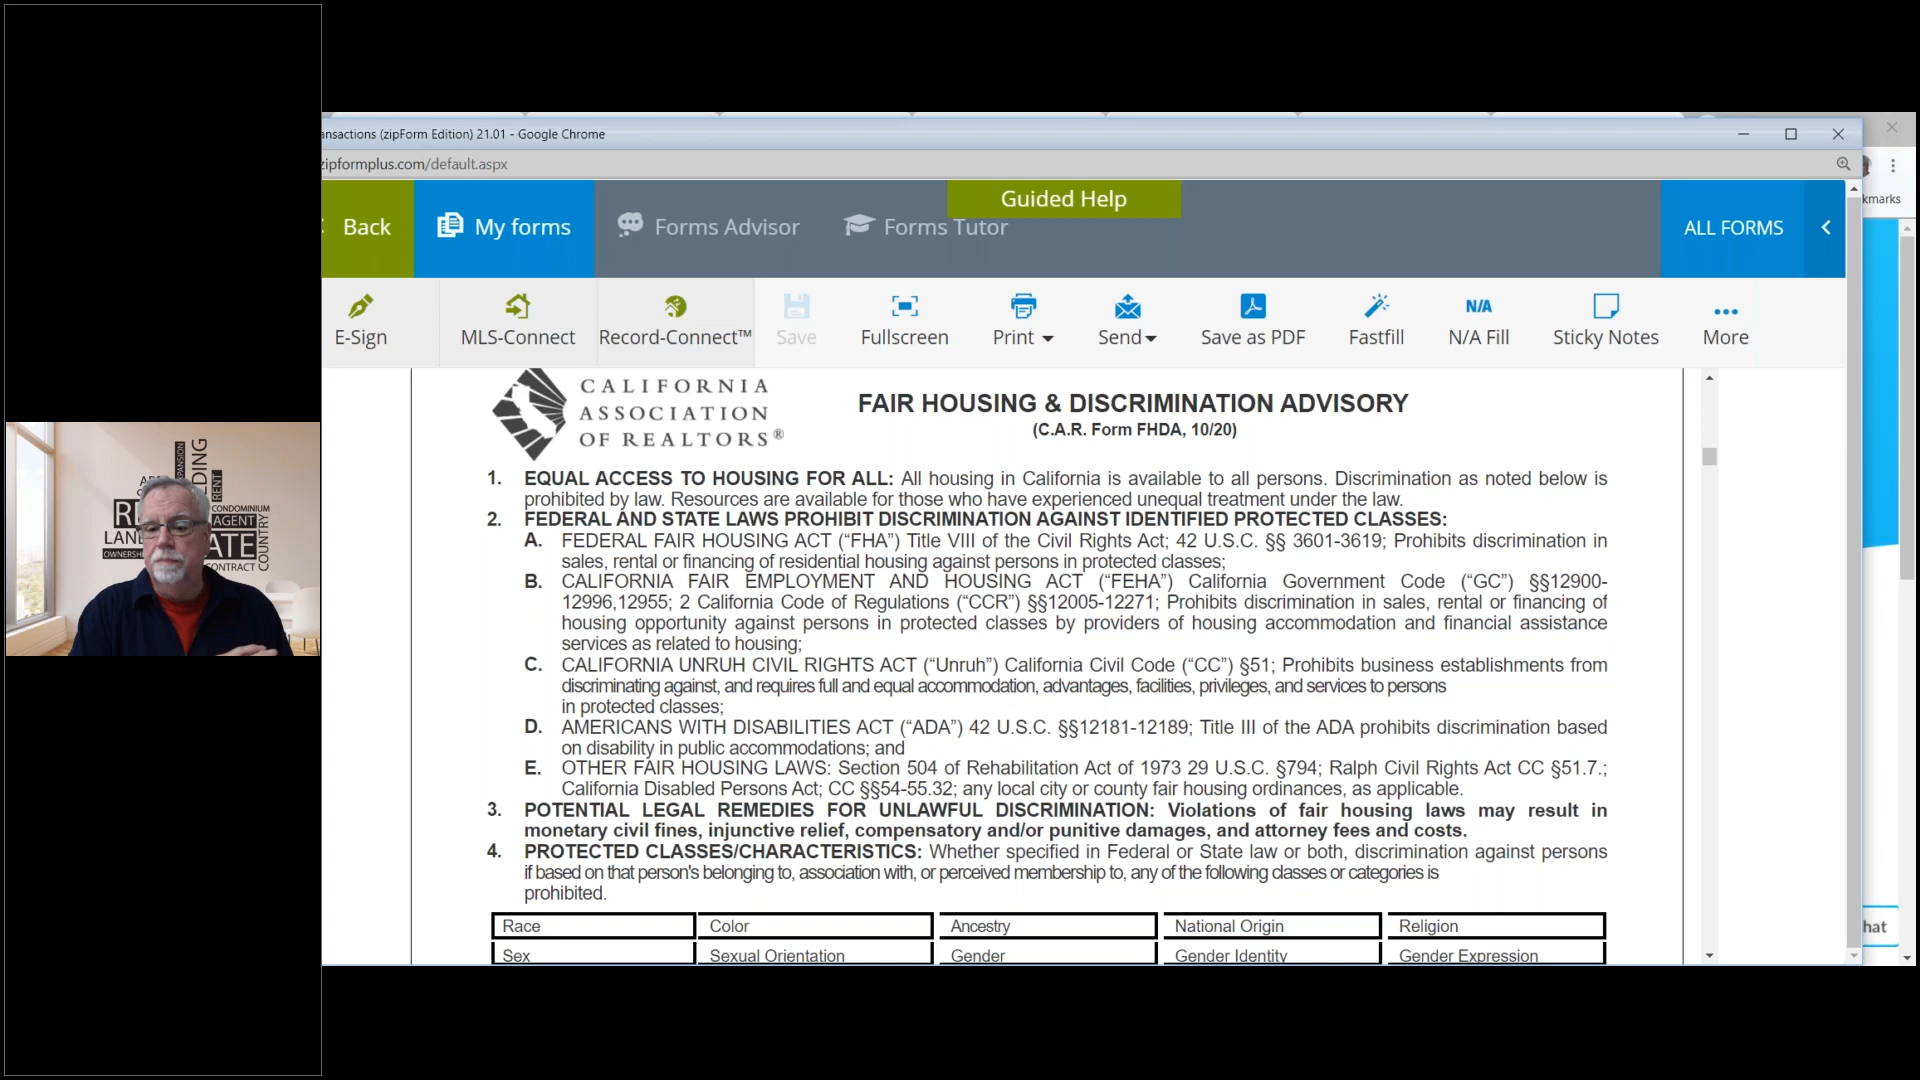 ansactions (zipForm Edition) 21.01 - Google Chrome
zipformplus.com/default.aspx
kmarks
Back
My forms
Forms Advisor
Forms Tutor
Guided Help
ALL FORMS
E-Sign
MLS-Connect
Record-Connect™
Save
Fullscreen
Print
Send
Save as PDF
N/A
Fastfill
N/A Fill
Sticky Notes
More
CALIFORNIA
ASSOCIATION
OF REALTORS®
FAIR HOUSING & DISCRIMINATION ADVISORY
(C.A.R. Form FHDA, 10/20)
1. EQUAL ACCESS TO HOUSING FOR ALL: All housing in California is available to all persons. Discrimination as noted below is
prohibited by law. Resources are available for those who have experienced unequal treatment under the law.
2. FEDERAL AND STATE LAWS PROHIBIT DISCRIMINATION AGAINST IDENTIFIED PROTECTED CLASSES:
A. FEDERAL FAIR HOUSING ACT (“FHA”) Title VIII of the Civil Rights Act; 42 U.S.C. §§ 3601-3619; Prohibits discrimination in
sales, rental or financing of residential housing against persons in protected classes;
B. CALIFORNIA FAIR EMPLOYMENT AND HOUSING ACT (“FEHA”) California Government Code (“GC”) §§12900-
12996,12955; 2 California Code of Regulations (“CCR”) §§12005-12271; Prohibits discrimination in sales, rental or financing of
housing opportunity against persons in protected classes by providers of housing accommodation and financial assistance
services as related to housing;
C. CALIFORNIA UNRUH CIVIL RIGHTS ACT (“Unruh”) California Civil Code (“CC”) §51; Prohibits business establishments from
discriminating against, and requires full and equal accommodation, advantages, facilities, privileges, and services to persons
in protected classes;
D. AMERICANS WITH DISABILITIES ACT (“ADA”) 42 U.S.C. §§12181-12189; Title III of the ADA prohibits discrimination based
on disability in public accommodations; and
E. OTHER FAIR HOUSING LAWS: Section 504 of Rehabilitation Act of 1973 29 U.S.C. §794; Ralph Civil Rights Act CC §51.7.;
California Disabled Persons Act; CC §§54-55.32; any local city or county fair housing ordinances, as applicable.
3. POTENTIAL LEGAL REMEDIES FOR UNLAWFUL DISCRIMINATION: Violations of fair housing laws may result in
monetary civil fines, injunctive relief, compensatory and/or punitive damages, and attorney fees and costs.
4. PROTECTED CLASSES/CHARACTERISTICS: Whether specified in Federal or State law or both, discrimination against persons
if based on that person's belonging to, association with, or perceived membership to, any of the following classes or categories is
prohibited.
Race Color Ancestry National Origin Religion
Sex Sexual Orientation Gender Gender Identity Gender Expression
hat
RENT
CONDOMINIUM
AGENT
COUNTRY
CONTRACT